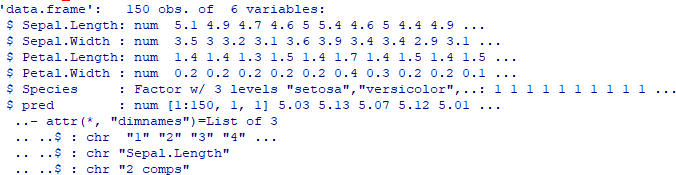 'data.frame':   150 obs. of  6 variables:
 $ Sepal.Length: num  5.1 4.9 4.7 4.6 5 5.4 4.6 5 4.4 4.9 ...
 $ Sepal.Width : num  3.5 3 3.2 3.1 3.6 3.9 3.4 3.4 2.9 3.1 ...
 $ Petal.Length: num  1.4 1.4 1.3 1.5 1.4 1.7 1.4 1.5 1.4 1.5 ...
 $ Petal.Width : num  0.2 0.2 0.2 0.2 0.2 0.4 0.3 0.2 0.2 0.1 ...
 $ Species     : Factor w/ 3 levels "setosa","versicolor",..: 1 1 1 1 1 1 1 1 1 1 ...
 $ pred        : num [1:150, 1, 1] 5.03 5.13 5.07 5.12 5.01 ...
  ..- attr(*, "dimnames")=List of 3
  .. ..$ : chr  "1" "2" "3" "4" ...
  .. ..$ : chr "Sepal.Length"
  .. ..$ : chr "2 comps"